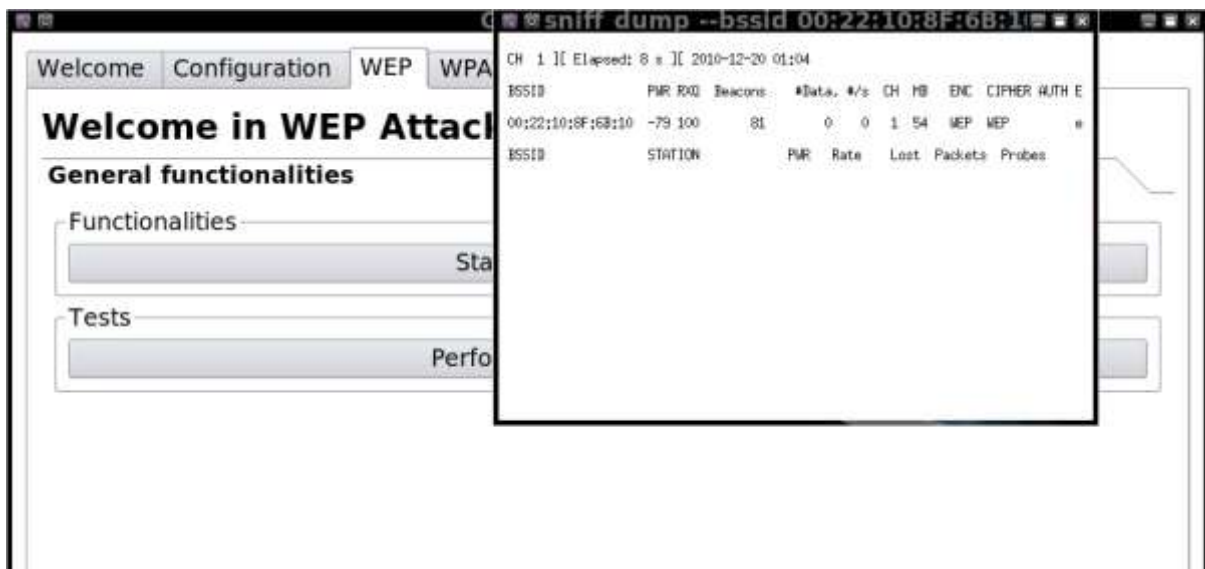 sniff dump --bssid 00:22:10:8F:6B:1
Welcome Configuration WEP WPA
Welcome in WEP Attac
General functionalities
Functionalities
Sta
Tests
Perfo
CH 1 ][ Elapsed: 8 s ][ 2010-12-20 01:04
BSSID PWR RXQ Beacons #Data, #/s CH MB ENC CIPHER AUTH E
00:22:10:8F:6B:10 -79 100 81 0 0 1 54 WEP WEP e
BSSID STATION PWR Rate Lost Packets Probes